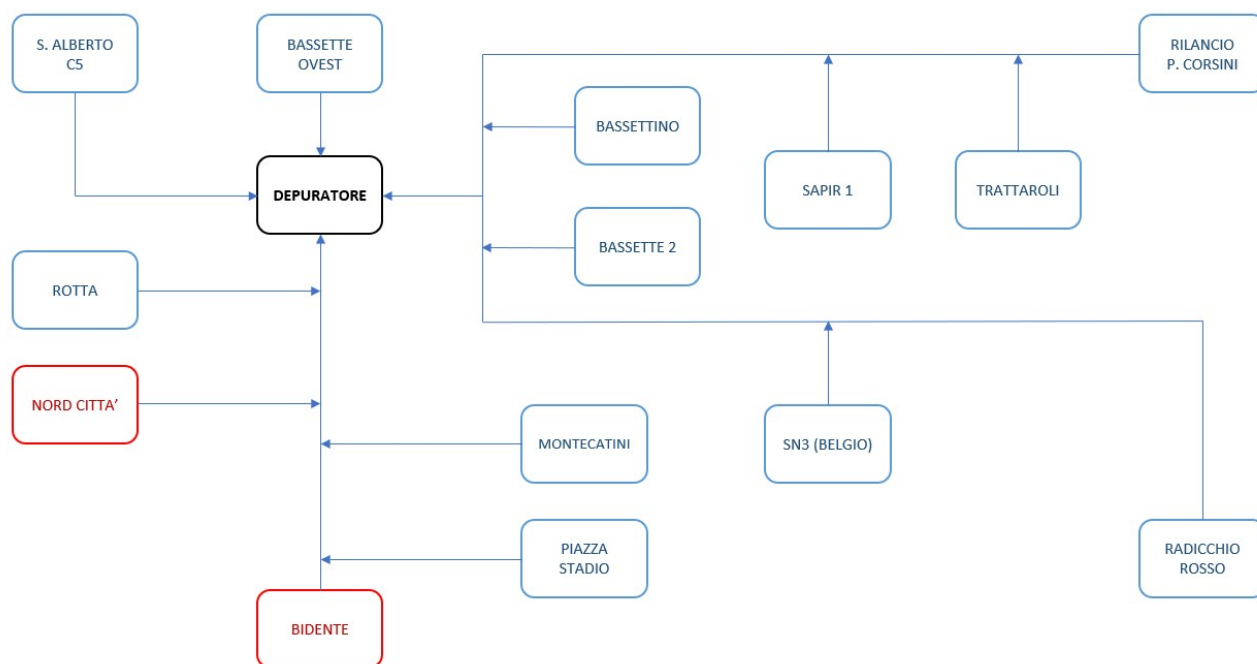 S. ALBERTO
C5
BASSETTE
OVEST
RILANCIO
P. CORSINI
BASSETTINO
DEPURATORE
SAPIR 1
TRATTAROLI
BASSETTE 2
ROTTA
NORD CITTA’
MONTECATINI
SN3 (BELGIO)
PIAZZA
STADIO
RADICCHIO
ROSSO
BIDENTE